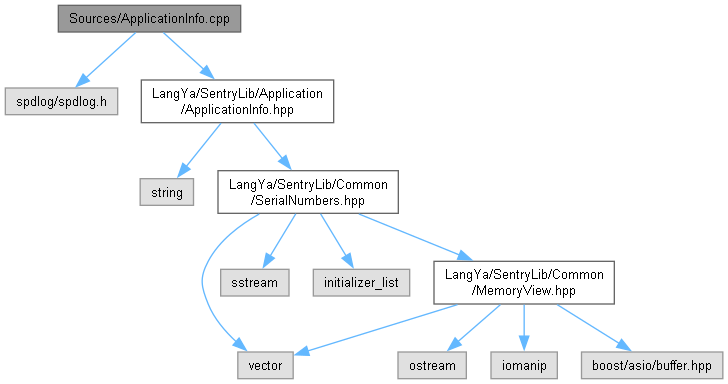 Sources/ApplicationInfo.cpp
spdlog/spdlog.h
LangYa/SentryLib/Application
/ApplicationInfo.hpp
string
LangYa/SentryLib/Common
/SerialNumbers.hpp
sstream
initializer_list
LangYa/SentryLib/Common
/MemoryView.hpp
vector
ostream
iomanip
boost/asio/buffer.hpp